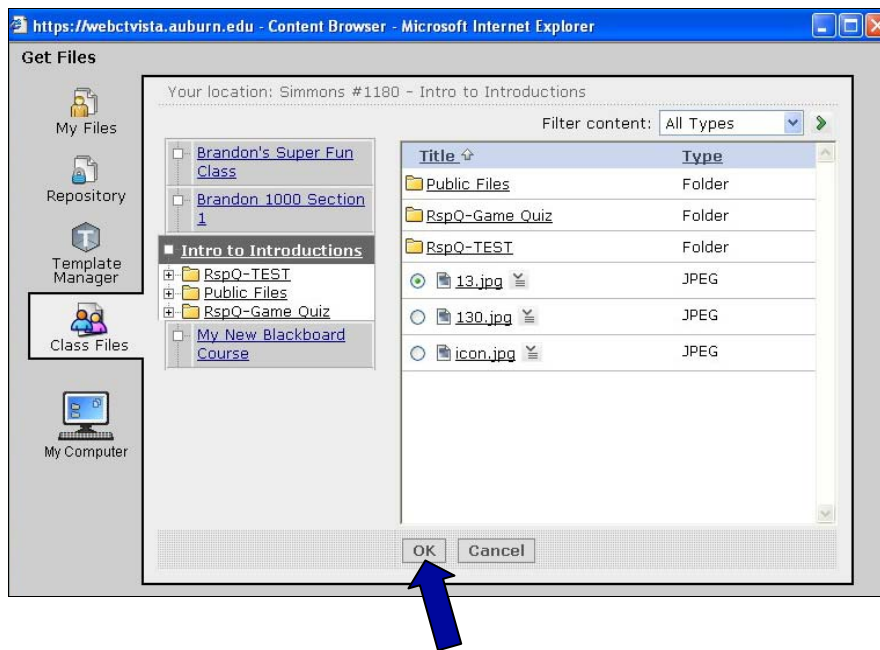 https://webctvista.auburn.edu - Content Browser - Microsoft Internet Explorer
Get Files
My Files
Repository
Template
Manager
Class Files
My Computer
Your location: Simmons #1180 - Intro to Introductions
Filter content: All Types
Brandon's Super Fun
Class
Brandon 1000 Section
1
Intro to Introductions
RspQ-TEST
Public Files
RspQ-Game Quiz
My New Blackboard
Course
Title Type
Public Files Folder
RspQ-Game Quiz Folder
RspQ-TEST Folder
13.jpg JPEG
130.jpg JPEG
icon.jpg JPEG
OK Cancel